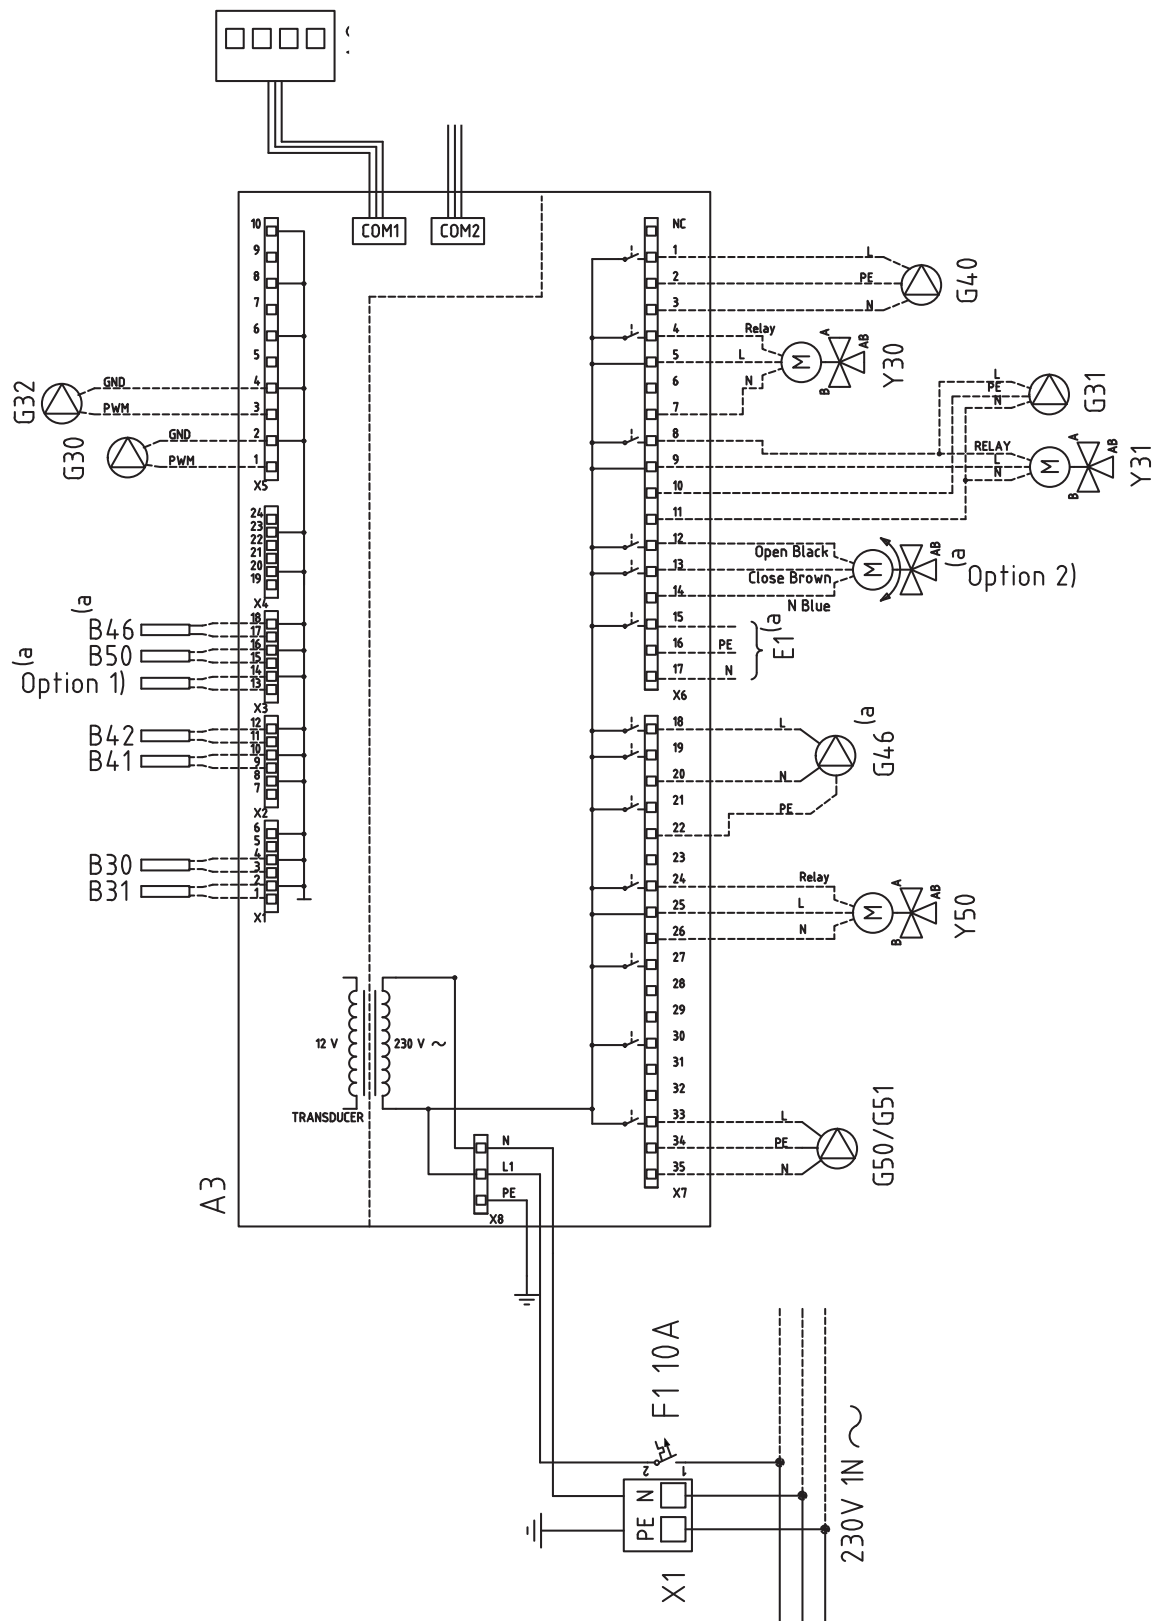 COM1
COM2
10
9
8
7
6
5
4
3
2
1
X5
GND
PWM
G32
GND
PWM
G30
24
23
22
21
20
19
X4
18
17
16
15
14
13
X3
B46
(a
B50
Option 1)
(a
12
11
10
9
8
7
X2
B42
B41
6
5
4
3
2
1
X1
B30
B31
NC
1
2
3
4
5
6
7
8
9
10
11
12
13
14
15
16
17
X6
L
PE
N
G40
Relay
L
N
M
A
AB
B
Y30
L
PE
N
G31
RELAY
L
N
M
A
AB
B
Y31
Open Black
Close Brown
N Blue
M
AB
(a
Option 2)
PE
N
E1
(a
18
19
20
21
22
23
24
25
26
27
28
29
30
31
32
33
34
35
X7
L
N
PE
G46
(a
Relay
L
N
M
A
AB
B
Y50
L
PE
N
G50/G51
12 V
230 V ~
TRANSDUCER
N
L1
PE
X8
A3
F1 10A
2
1
N
PE
X1
230V 1N ~